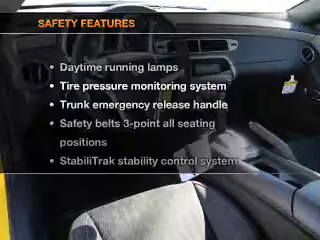 SAFETY FEATURES
• Daytime running lamps
• Tire pressure monitoring system
• Trunk emergency release handle
• Safety belts 3-point all seating
positions
• StabiliTrak stability control system